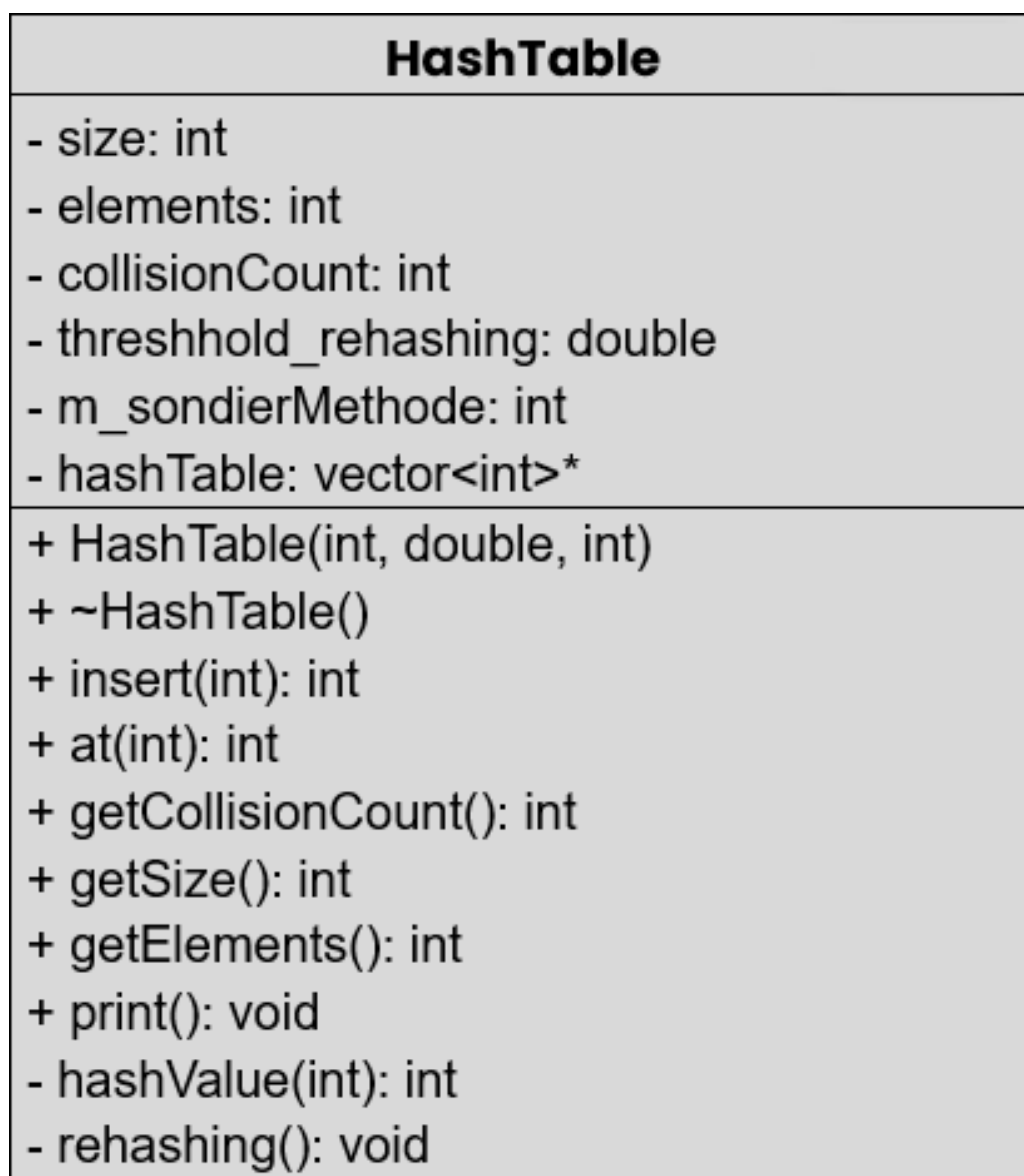 HashTable
- size: int
- elements: int
- collisionCount: int
- threshhold_rehashing: double
- m_sondierMethode: int
- hashTable: vector<int>*
+ HashTable(int, double, int)
+ ~HashTable()
+ insert(int): int
+ at(int): int
+ getCollisionCount(): int
+ getSize(): int
+ getElements(): int
+ print(): void
- hashValue(int): int
- rehashing(): void